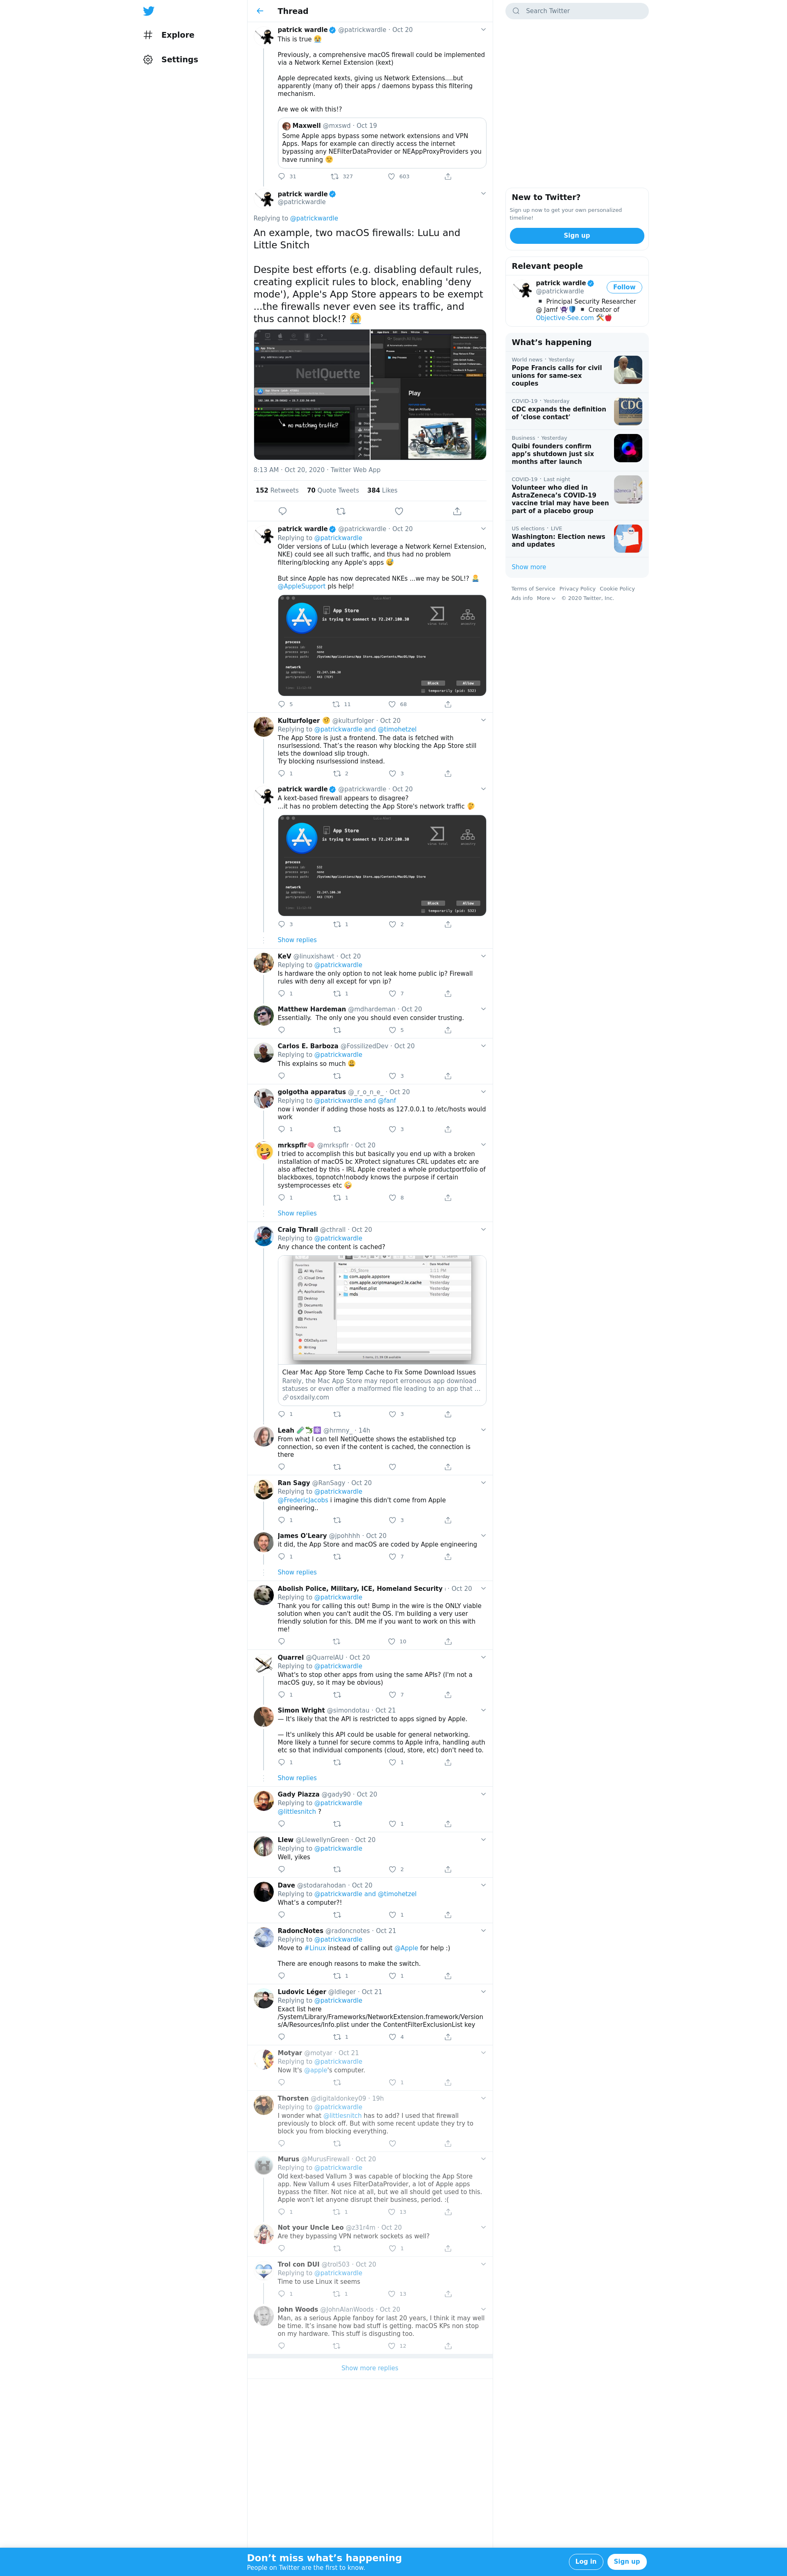 Explore
Settings
Thread
patrick wardle @patrickwardle · Oct 20
This is true 😭
Previously, a comprehensive macOS firewall could be implemented
via a Network Kernel Extension (kext)
Apple deprecated kexts, giving us Network Extensions....but
apparently (many of) their apps / daemons bypass this filtering
mechanism.
Are we ok with this!?
Maxwell @mxswd · Oct 19
Some Apple apps bypass some network extensions and VPN
Apps. Maps for example can directly access the internet
bypassing any NEFilterDataProvider or NEAppProxyProviders you
have running 😢
31 327 603
patrick wardle
@patrickwardle
Replying to @patrickwardle
An example, two macOS firewalls: LuLu and
Little Snitch
Despite best efforts (e.g. disabling default rules,
creating explicit rules to block, enabling 'deny
mode'), Apple's App Store appears to be exempt
...the firewalls never even see its traffic, and
thus cannot block!? 😭
NetIQuette
no matching traffic?
Play
8:13 AM · Oct 20, 2020 · Twitter Web App
152 Retweets 70 Quote Tweets 384 Likes
patrick wardle @patrickwardle · Oct 20
Replying to @patrickwardle
Older versions of LuLu (which leverage a Network Kernel Extension,
NKE) could see all such traffic, and thus had no problem
filtering/blocking any Apple's apps 😅
But since Apple has now deprecated NKEs ...we may be SOL!? 🤷‍♂️
@AppleSupport pls help!
App Store
is trying to connect to 72.247.100.30
process
network
Block Allow
temporarily (pid: 592)
5 11 68
Kulturfolger @kulturfolger · Oct 20
Replying to @patrickwardle and @timohetzel
The App Store is just a frontend. The data is fetched with
nsurlsessiond. That's the reason why blocking the App Store still
lets the download slip trough.
Try blocking nsurlsessiond instead.
1 2 3
patrick wardle @patrickwardle · Oct 20
A kext-based firewall appears to disagree?
...it has no problem detecting the App Store's network traffic 🤔
App Store
is trying to connect to 72.247.100.30
process
network
Block Allow
temporarily (pid: 592)
3 1 2
Show replies
KeV @linuxishawt · Oct 20
Replying to @patrickwardle
Is hardware the only option to not leak home public ip? Firewall
rules with deny all except for vpn ip?
1 1 7
Matthew Hardeman @mdhardeman · Oct 20
Essentially. The only one you should even consider trusting.
5
Carlos E. Barboza @FossilizedDev · Oct 20
Replying to @patrickwardle
This explains so much 😩
3
golgotha apparatus @_r_o_n_e_ · Oct 20
Replying to @patrickwardle and @fanf
now i wonder if adding those hosts as 127.0.0.1 to /etc/hosts would
work
1 3
mrkspflr🧠 @mrkspflr · Oct 20
I tried to accomplish this but basically you end up with a broken
installation of macOS bc XProtect signatures CRL updates etc are
also affected by this - IRL Apple created a whole productportfolio of
blackboxes, topnotch!nobody knows the purpose if certain
systemprocesses etc
1 1 6
Show replies
Craig Thrall @cthrall · Oct 20
Replying to @patrickwardle
Any chance the content is cached?
All My Files
iCloud Drive
AirDrop
Applications
Desktop
Documents
Downloads
Pictures
com.apple.appstore
com.apple.scriptmanager2.le.cache
manifest.plist
mds
Yesterday
Yesterday
Yesterday
Yesterday
Clear Mac App Store Temp Cache to Fix Some Download Issues
Rarely, the Mac App Store may report erroneous app download
statuses or even offer a malformed file leading to an app that ...
osxdaily.com
1 3
Leah @hrmny_ · 14h
From what I can tell NetIQuette shows the established tcp
connection, so even if the content is cached, the connection is
there
Ran Sagy @RanSagy · Oct 20
Replying to @patrickwardle
@FredericJacobs i imagine this didn't come from Apple
engineering..
1 3
James O'Leary @jpohhhh · Oct 20
it did, the App Store and macOS are coded by Apple engineering
1 7
Show replies
Abolish Police, Military, ICE, Homeland Security · Oct 20
Replying to @patrickwardle
Thank you for calling this out! Bump in the wire is the ONLY viable
solution when you can't audit the OS. I'm building a very user
friendly solution for this. DM me if you want to work on this with
me!
10
Quarrel @QuarrelAU · Oct 20
Replying to @patrickwardle
What's to stop other apps from using the same APIs? (I'm not a
macOS guy, so it may be obvious)
1 7
Simon Wright @simondotau · Oct 21
— It's likely that the API is restricted to apps signed by Apple.
— It's unlikely this API could be usable for general networking.
More likely a tunnel for secure comms to Apple infra, handling auth
etc so that individual components (cloud, store, etc) don't need to.
1 1
Show replies
Gady Piazza @gady90 · Oct 20
Replying to @patrickwardle
@littlesnitch ?
1
Llew @LlewellynGreen · Oct 20
Replying to @patrickwardle
Well, yikes
2
Dave @stodarahodan · Oct 20
Replying to @patrickwardle and @timohetzel
What's a computer?!
1
RadoncNotes @radoncnotes · Oct 21
Replying to @patrickwardle
Move to #Linux instead of calling out @Apple for help :)
There are enough reasons to make the switch.
1 1
Ludovic Léger @ldleger · Oct 21
Replying to @patrickwardle
Exact list here
/System/Library/Frameworks/NetworkExtension.framework/Version
s/A/Resources/Info.plist under the ContentFilterExclusionList key
1 4
Motyar @motyar · Oct 21
Replying to @patrickwardle
Now It's @apple's computer.
1
Thorsten @digitaldonkey09 · 19h
Replying to @patrickwardle
I wonder what @littlesnitch has to add? I used that firewall
previously to block off. But with some recent update they try to
block you from blocking everything.
Murus @MurusFirewall · Oct 20
Replying to @patrickwardle
Old kext-based Vallum 3 was capable of blocking the App Store
app. New Vallum 4 uses FilterDataProvider, a lot of Apple apps
bypass the filter. Not nice at all, but we all should get used to this.
Apple won't let anyone disrupt their business, period. :(
1 1 13
Not your Uncle Leo @z31r4m · Oct 20
Are they bypassing VPN network sockets as well?
1
Trol con DUI @trol503 · Oct 20
Replying to @patrickwardle
Time to use Linux it seems
1 1 13
John Woods @JohnAlanWoods · Oct 20
Man, as a serious Apple fanboy for last 20 years, I think it may well
be time. It's insane how bad stuff is getting. macOS KPs non stop
on my hardware. This stuff is disgusting too.
12
Show more replies
Search Twitter
New to Twitter?
Sign up now to get your own personalized
timeline!
Sign up
Relevant people
patrick wardle
@patrickwardle
Follow
Principal Security Researcher
@ Jamf ▪️ Creator of
Objective-See.com 🛠️🍎
What's happening
World news · Yesterday
Pope Francis calls for civil
unions for same-sex
couples
COVID-19 · Yesterday
CDC expands the definition
of 'close contact'
CDC
Business · Yesterday
Quibi founders confirm
app's shutdown just six
months after launch
COVID-19 · Last night
Volunteer who died in
AstraZeneca's COVID-19
vaccine trial may have been
part of a placebo group
US elections · LIVE
Washington: Election news
and updates
Show more
Terms of Service Privacy Policy Cookie Policy
Ads info More © 2020 Twitter, Inc.
Don't miss what's happening
People on Twitter are the first to know.
Log in
Sign up